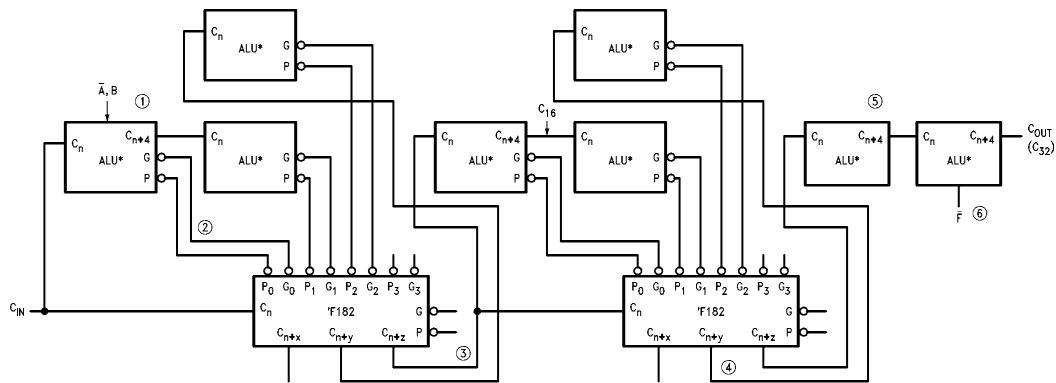 Cn ALU* G P
Cn ALU* G P
Ā, B ① C16 ⑤
Cn Cn+4 ALU* G P
Cn ALU* G P
Cn Cn+4 ALU* G P
Cn ALU* G P
Cn Cn+4 ALU*
Cn Cn+4 ALU*
COUT
(C32)
② F̄ ⑥
P0 G0 P1 G1 P2 G2 P3 G3
P0 G0 P1 G1 P2 G2 P3 G3
CIN
Cn 'F182 G
Cn+x Cn+y Cn+z P
③
Cn 'F182 G
Cn+x Cn+y Cn+z P
④